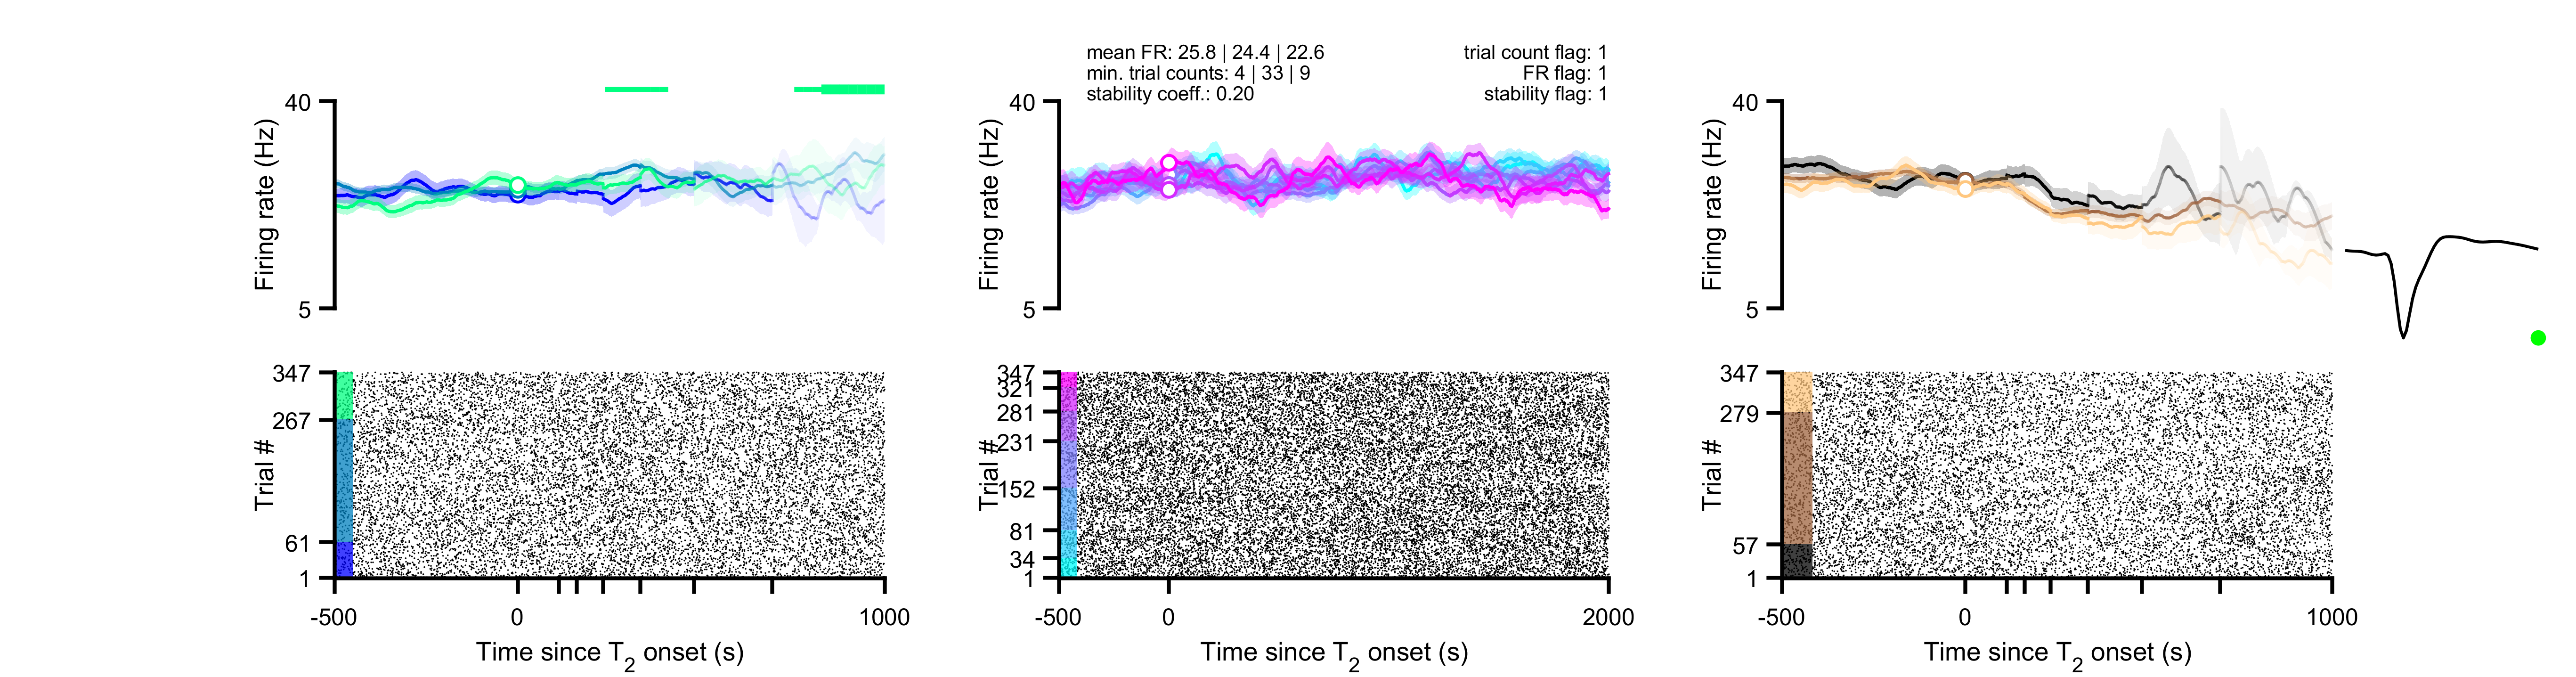 mean FR: 25.8 | 24.4 | 22.6
min. trial counts: 4 | 33 | 9
stability coeff.: 0.20
trial count flag: 1
FR flag: 1
stability flag: 1
40
Firing rate (Hz)
5
40
Firing rate (Hz)
5
40
Firing rate (Hz)
5
347
267
61
1
Trial #
-500
0
1000
Time since T2 onset (s)
347
321
281
231
152
81
34
1
Trial #
-500
0
2000
Time since T2 onset (s)
347
279
57
1
Trial #
-500
0
1000
Time since T2 onset (s)